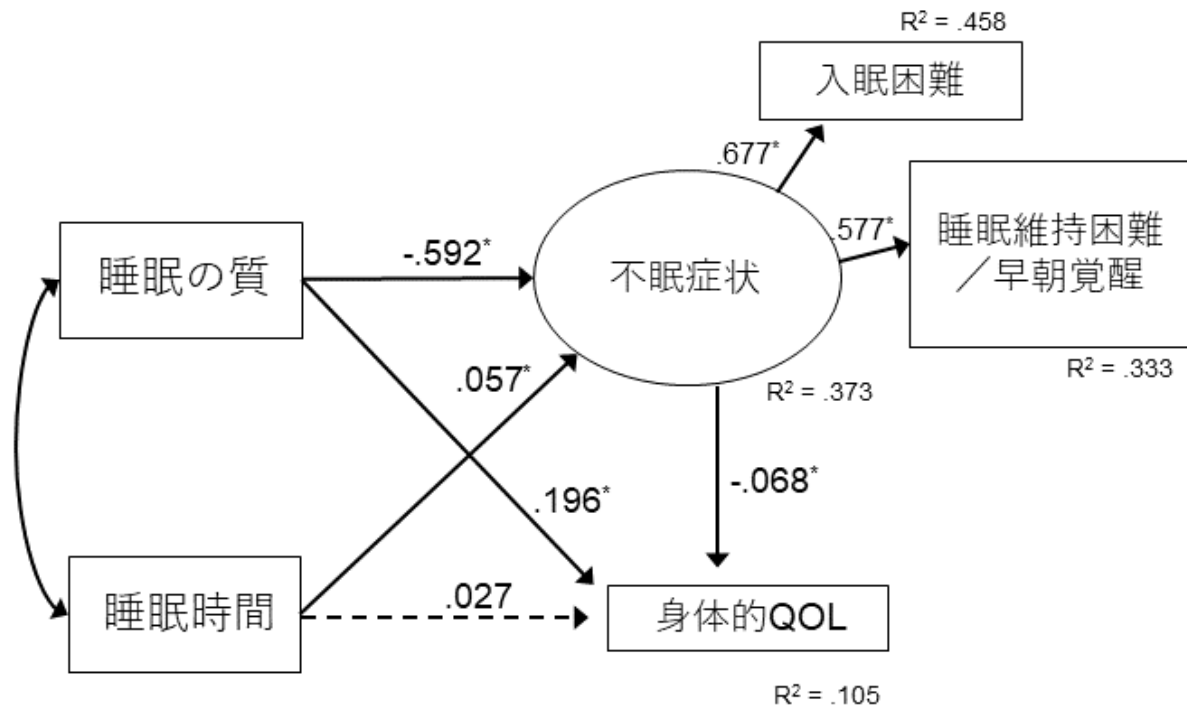 R² = .458
入眠困難
.677*
.577*
睡眠維持困難
／早朝覚醒
R² = .333
睡眠の質
-.592*
不眠症状
R² = .373
.057*
.196*
-.068*
睡眠時間
.027
身体的QOL
R² = .105